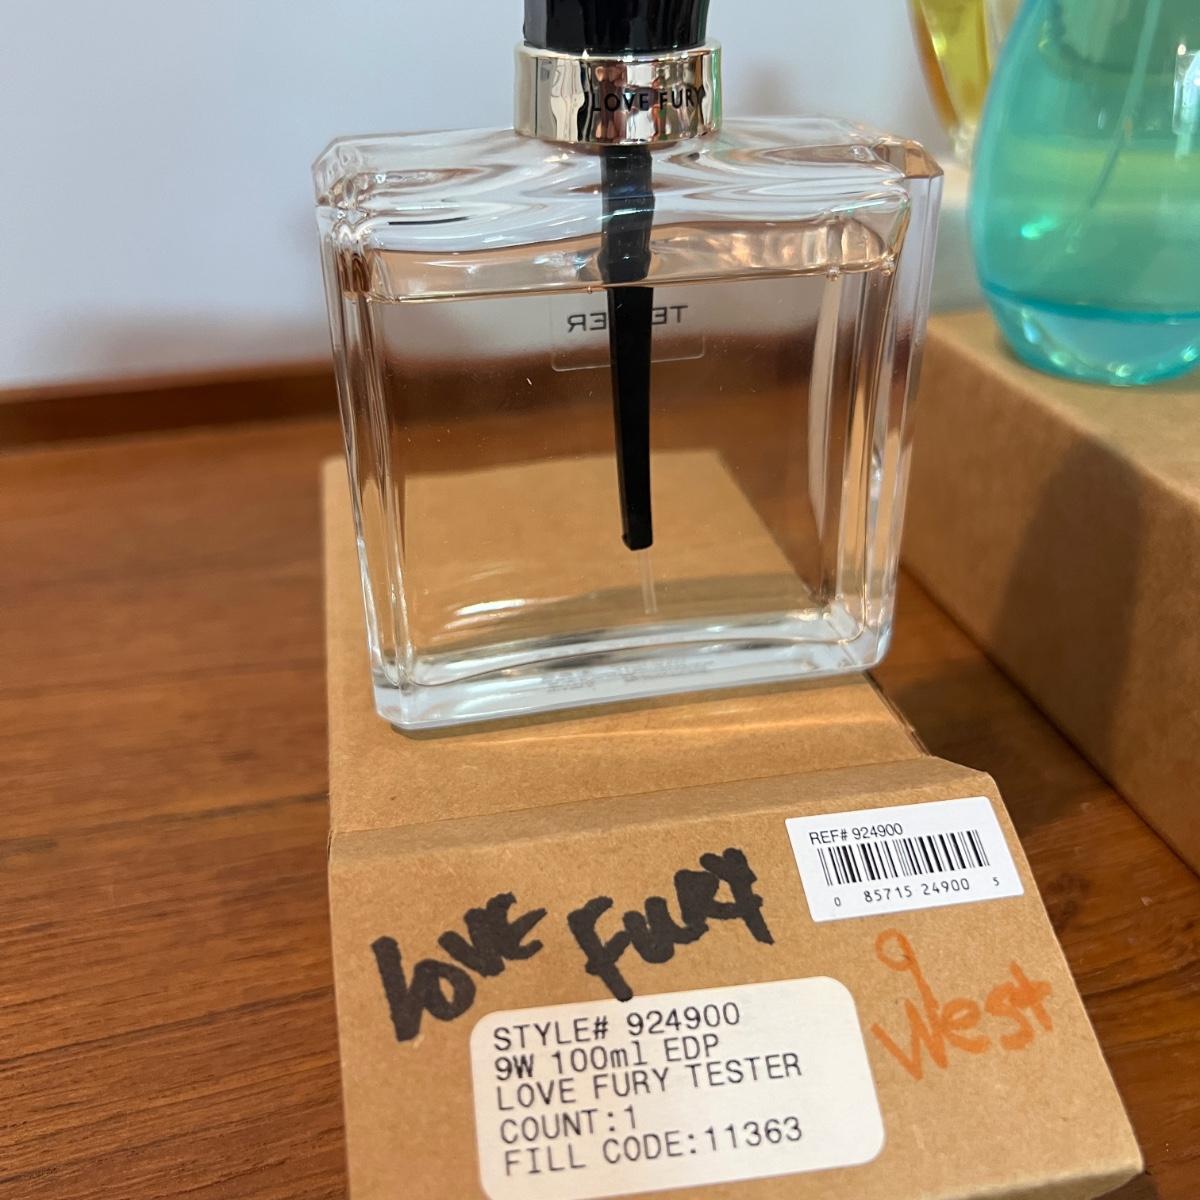 LOVE FURY
TESTER
REF# 924900
0 85715 24900 5
LOVE FURY
9 West
STYLE# 924900
9W 100ml EDP
LOVE FURY TESTER
COUNT:1
FILL CODE:11363